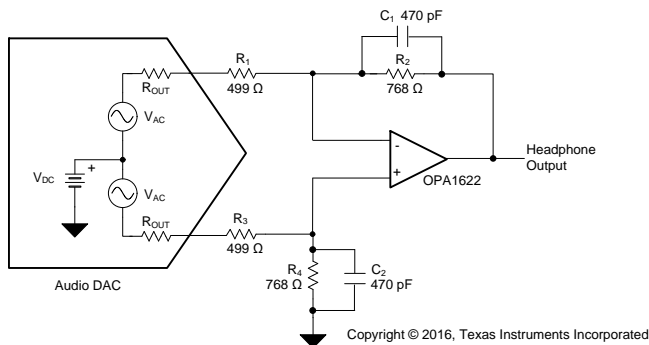 C1 470 pF
R1
R2
ROUT
499 Ω
768 Ω
VAC
-
Headphone
Output
+
VDC
+
OPA1622
VAC
ROUT
R3
499 Ω
R4
768 Ω
C2
470 pF
Audio DAC
Copyright © 2016, Texas Instruments Incorporated